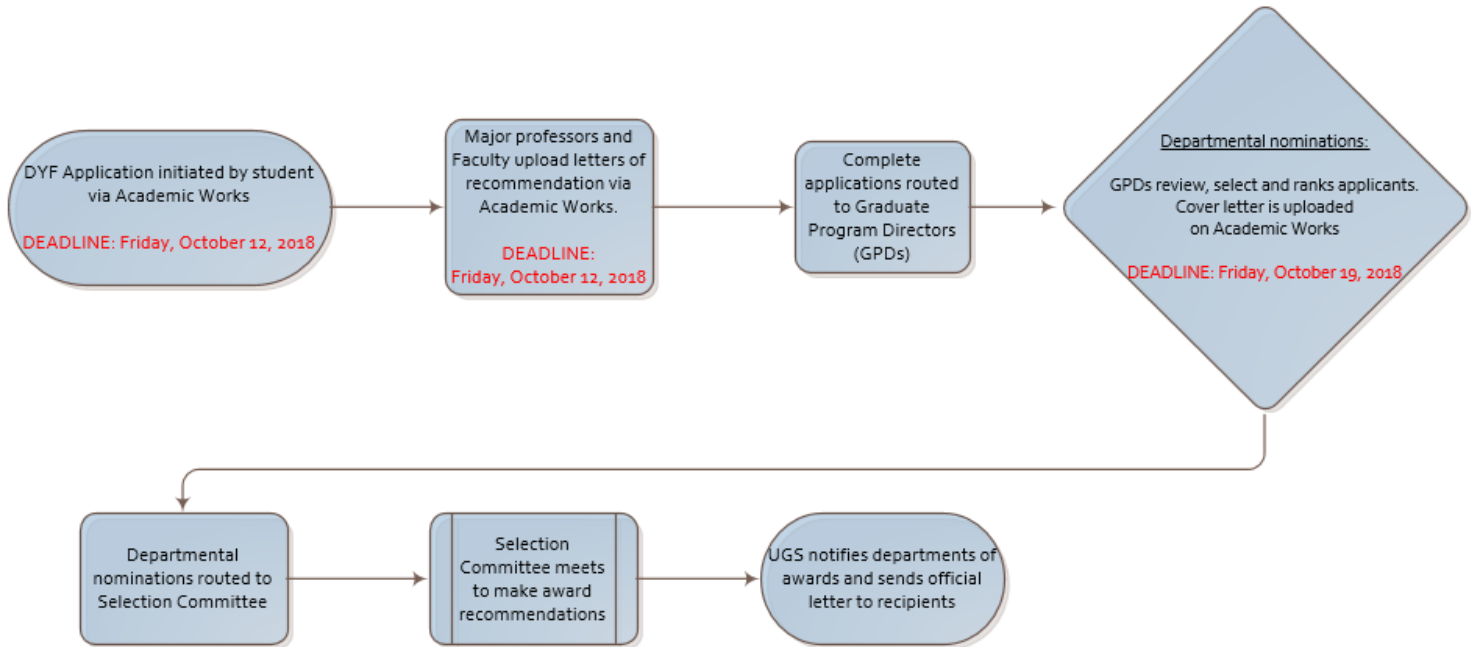 DYF Application initiated by student
via Academic Works
DEADLINE: Friday, October 12, 2018
Major professors and
Faculty upload letters of
recommendation via
Academic Works.
DEADLINE:
Friday, October 12, 2018
Complete
applications routed
to Graduate
Program Directors
(GPDs)
Departmental nominations:
GPDs review, select and ranks applicants.
Cover letter is uploaded
on Academic Works
DEADLINE: Friday, October 19, 2018
Departmental
nominations routed to
Selection Committee
Selection
Committee meets
to make award
recommendations
UGS notifies departments of
awards and sends official
letter to recipients